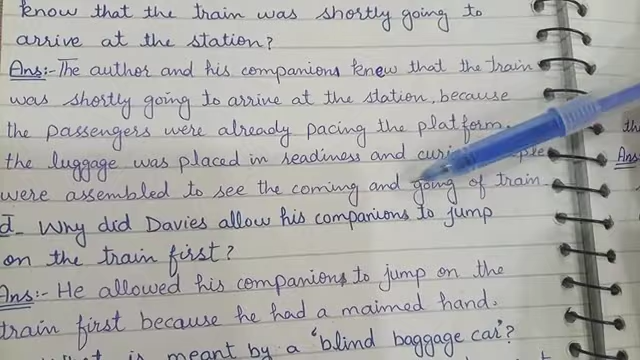 know that the train was shortly going to
arrive at the station?
Ans:- The author and his companions knew that the train
was shortly going to arrive at the station, because
the passengers were already pacing the platform.
the luggage was placed in readiness and
were assembled to see the coming and going of train.
d- Why did Davies allow his companions to jump
on the train first?
Ans:- He allowed his companions to jump on the
train first because he had a maimed hand.
is meant by a "blind baggage car"?
Ans